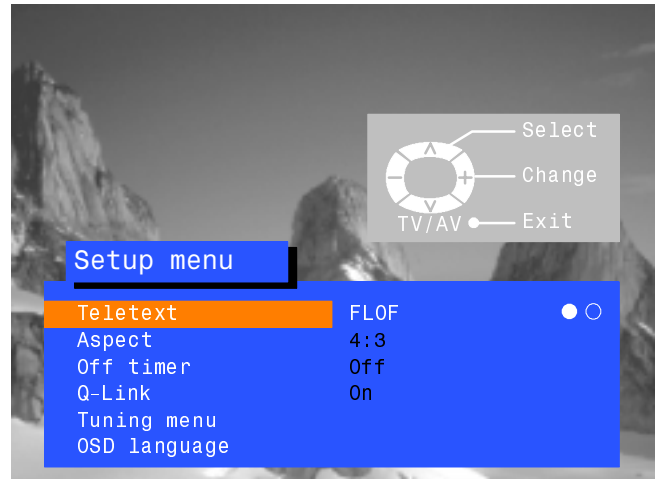 Select
Change
TV/AV Exit
Setup menu
Teletext FLOF
Aspect 4:3
Off timer Off
Q-Link On
Tuning menu
OSD language